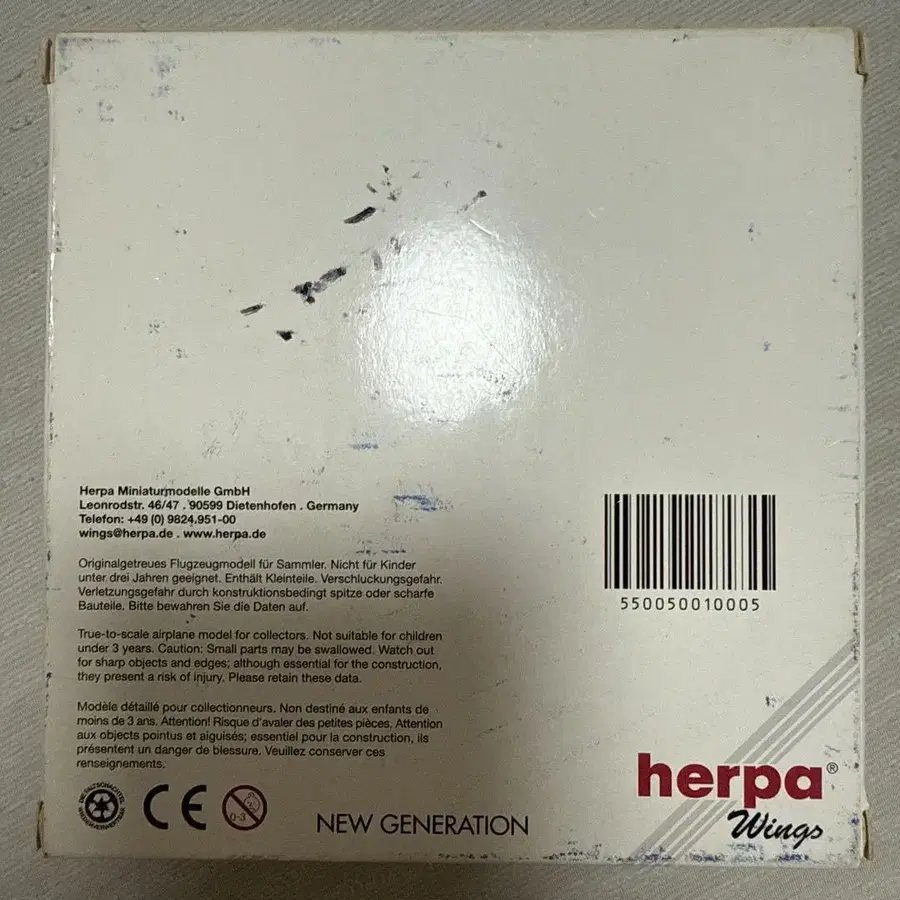 Herpa Miniaturmodelle GmbH
Leonrodstr. 46/47 . 90599 Dietenhofen . Germany
Telefon: +49 (0) 9824.951-00
wings@herpa.de . www.herpa.de
Originalgetreues Flugzeugmodell für Sammler. Nicht für Kinder
unter drei Jahren geeignet. Enthält Kleinteile. Verschluckungsgefahr.
Verletzungsgefahr durch konstruktionsbedingt spitze oder scharfe
Bauteile. Bitte bewahren Sie die Daten auf.
True-to-scale airplane model for collectors. Not suitable for children
under 3 years. Caution: Small parts may be swallowed. Watch out
for sharp objects and edges; although essential for the construction,
they present a risk of injury. Please retain these data.
Modèle détaillé pour collectionneurs. Non destiné aux enfants de
moins de 3 ans. Attention! Risque d'avaler des petites pièces. Attention
aux objects pointus et aiguisés; essentiel pour la construction, ils
présentent un danger de blessure. Veuillez conserver ces
renseignements.
550050010005
CE
0-3
NEW GENERATION
herpa®
Wings